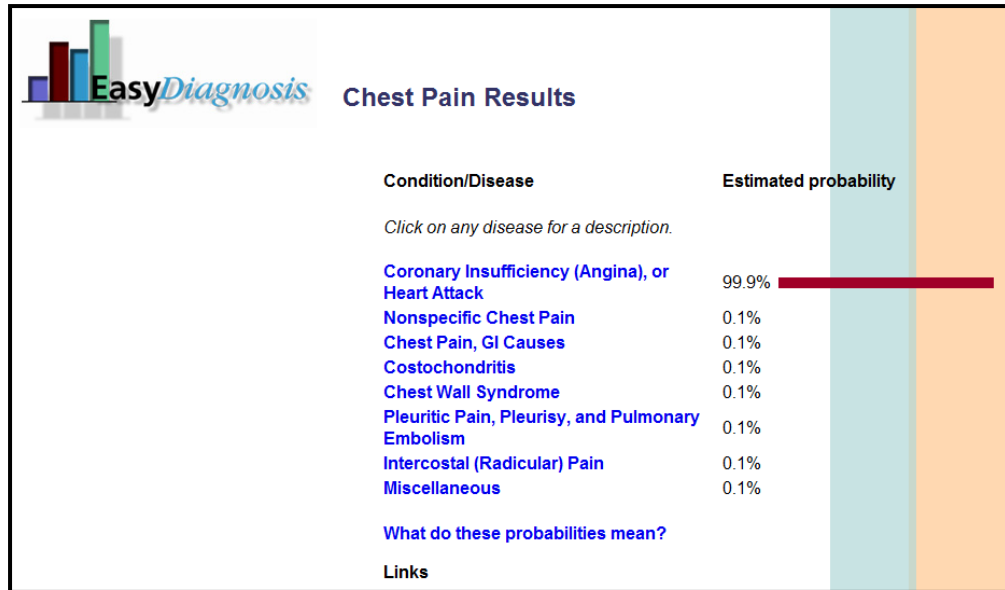 EasyDiagnosis
Chest Pain Results
Condition/Disease Estimated probability
Click on any disease for a description.
Coronary Insufficiency (Angina), or
Heart Attack 99.9%
Nonspecific Chest Pain 0.1%
Chest Pain, GI Causes 0.1%
Costochondritis 0.1%
Chest Wall Syndrome 0.1%
Pleuritic Pain, Pleurisy, and Pulmonary
Embolism 0.1%
Intercostal (Radicular) Pain 0.1%
Miscellaneous 0.1%
What do these probabilities mean?
Links